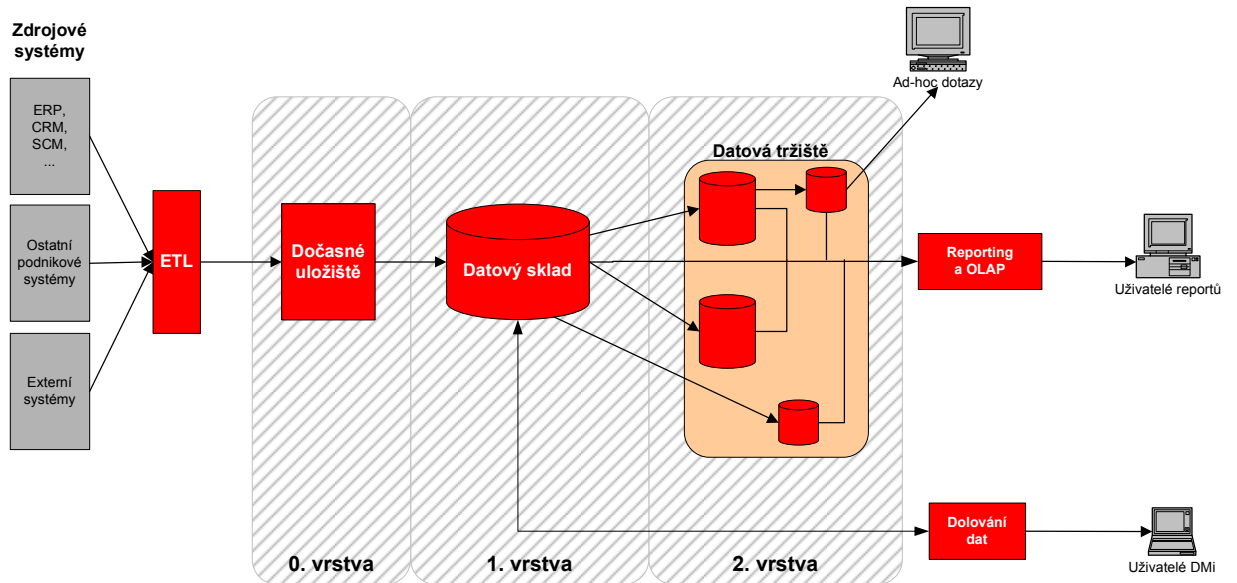 Zdrojové
systémy
ERP,
CRM,
SCM,
...
Ostatní
podnikové
systémy
Externí
systémy
ETL
Dočasné
uložiště
Datový sklad
Datová tržiště
Ad-hoc dotazy
Reporting
a OLAP
Uživatelé reportů
Dolování
dat
Uživatelé DMi
0. vrstva
1. vrstva
2. vrstva